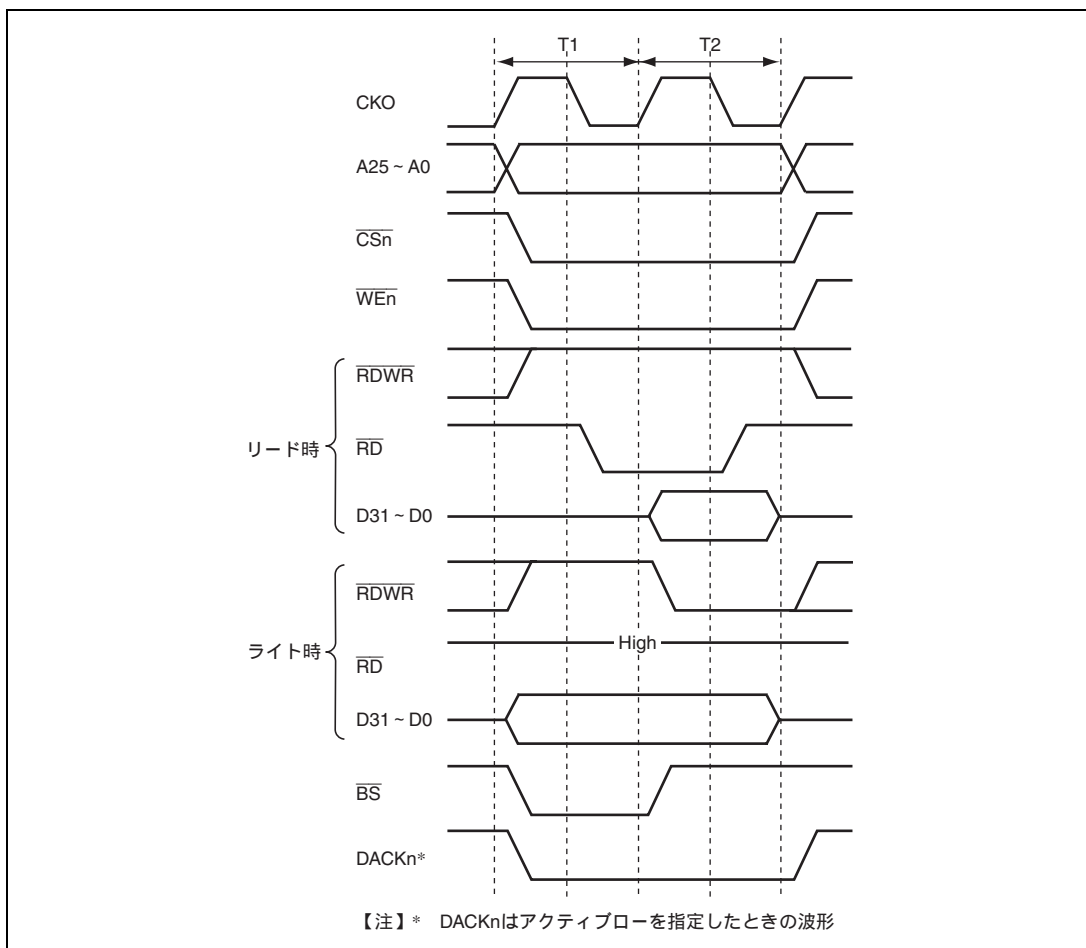 T1 T2
CKO
A25 ~ A0
CSn
WEn
リード時
RDWR
RD
D31 ~ D0
ライト時
RDWR
High
RD
D31 ~ D0
BS
DACKn*
【注】* DACKnはアクティブローを指定したときの波形